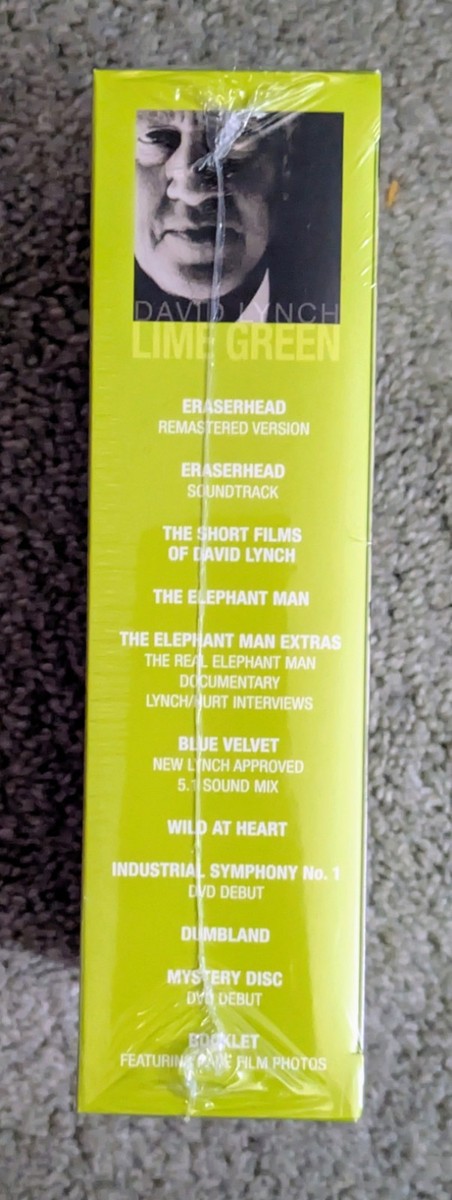 DAVID LYNCH
LIME GREEN
ERASERHEAD
REMASTERED VERSION
ERASERHEAD
SOUNDTRACK
THE SHORT FILMS
OF DAVID LYNCH
THE ELEPHANT MAN
THE ELEPHANT MAN EXTRAS
THE REAL ELEPHANT MAN
DOCUMENTARY
LYNCH/HURT INTERVIEWS
BLUE VELVET
NEW LYNCH APPROVED
5.1 SOUND MIX
WILD AT HEART
INDUSTRIAL SYMPHONY No. 1
DVD DEBUT
DUMBLAND
MYSTERY DISC
DVD DEBUT
BOOKLET
FEATURING RARE FILM PHOTOS